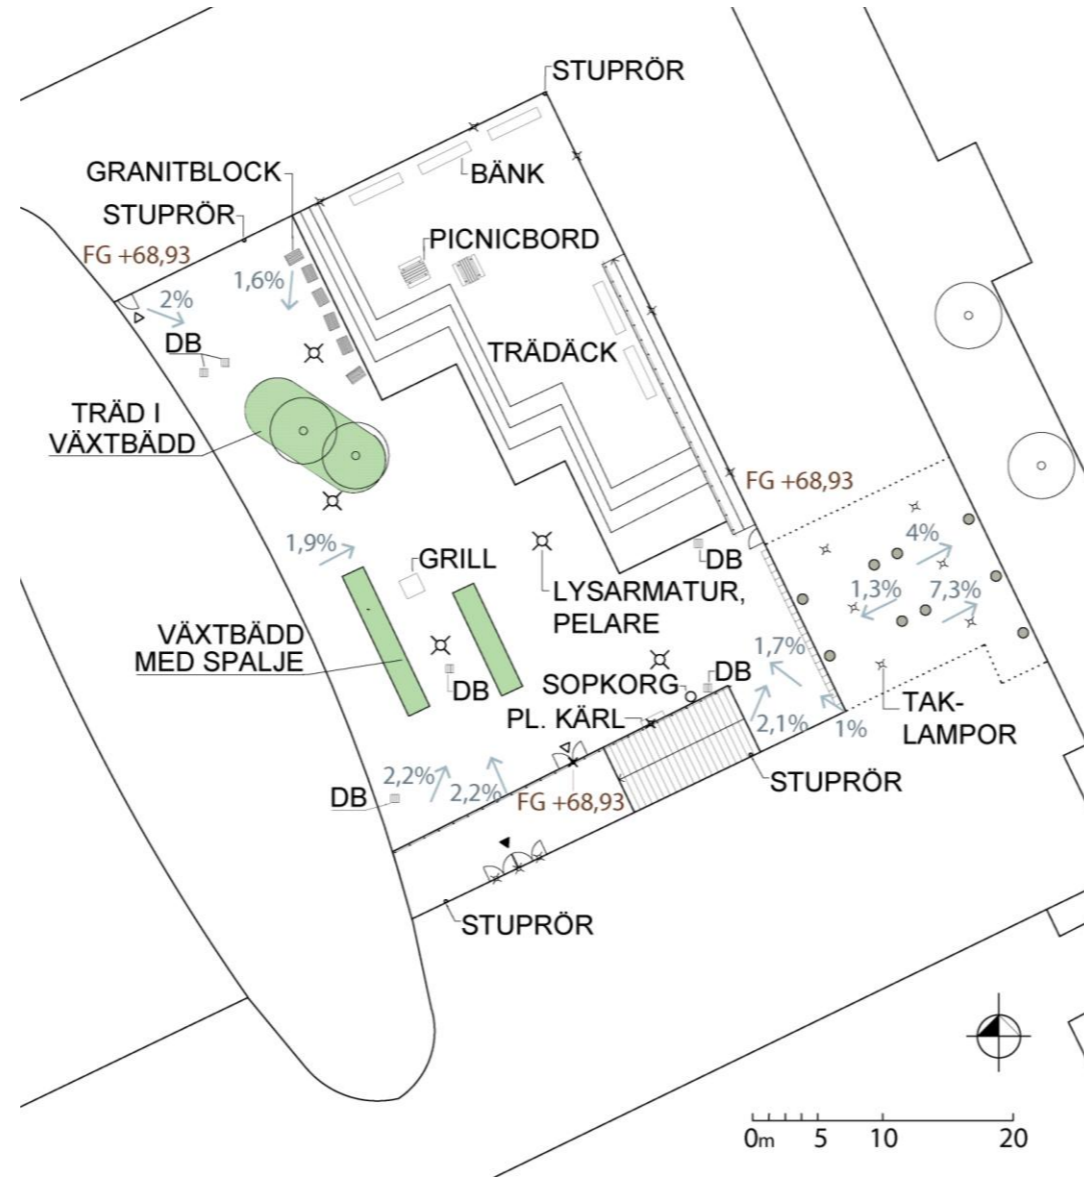 STUPRÖR
GRANITBLOCK
BÄNK
STUPRÖR
PICNICBORD
FG +68,93
1,6%
2%
DB
TRÄDÄCK
TRÄD I
VÄXTBÄDD
FG +68,93
4%
1,9%
GRILL
DB
LYSARMATUR,
PELARE
1,3%
7,3%
VÄXTBÄDD
MED SPALJE
1,7%
DB
SOPKORG
DB
PL. KÄRL
2,1%
1%
TAK-
LAMPOR
2,2%
2,2%
DB
FG +68,93
STUPRÖR
STUPRÖR
0m
5
10
20